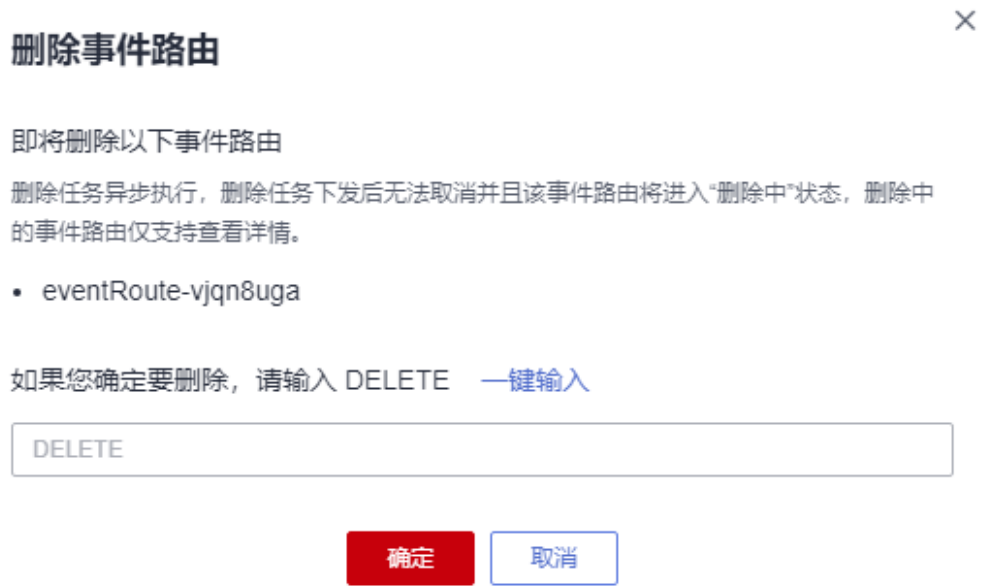 删除事件路由
即将删除以下事件路由
删除任务异步执行，删除任务下发后无法取消并且该事件路由将进入“删除中”状态，删除中
的事件路由仅支持查看详情。
• eventRoute-vjqn8uga
如果您确定要删除，请输入 DELETE 一键输入
DELETE
确定 取消